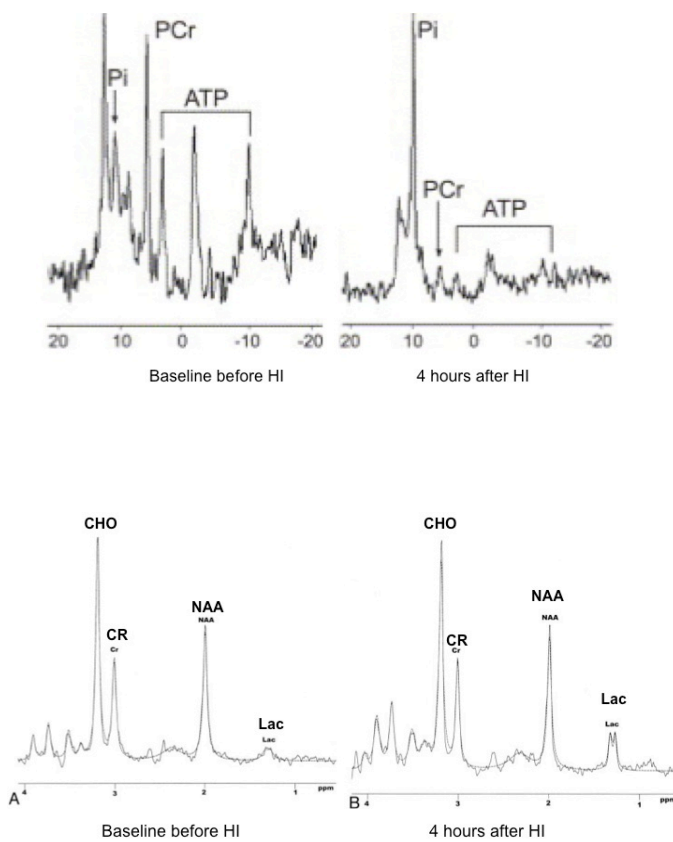 PCr
Pi
ATP
20 10 0 -10 -20
Baseline before HI
Pi
PCr
ATP
20 10 0 -10 -20
4 hours after HI
CHO
CR
Cr
NAA
NAA
Lac
Lac
A 4 3 2 1 ppm
Baseline before HI
CHO
CR
Cr
NAA
NAA
Lac
Lac
B 4 3 2 1 ppm
4 hours after HI